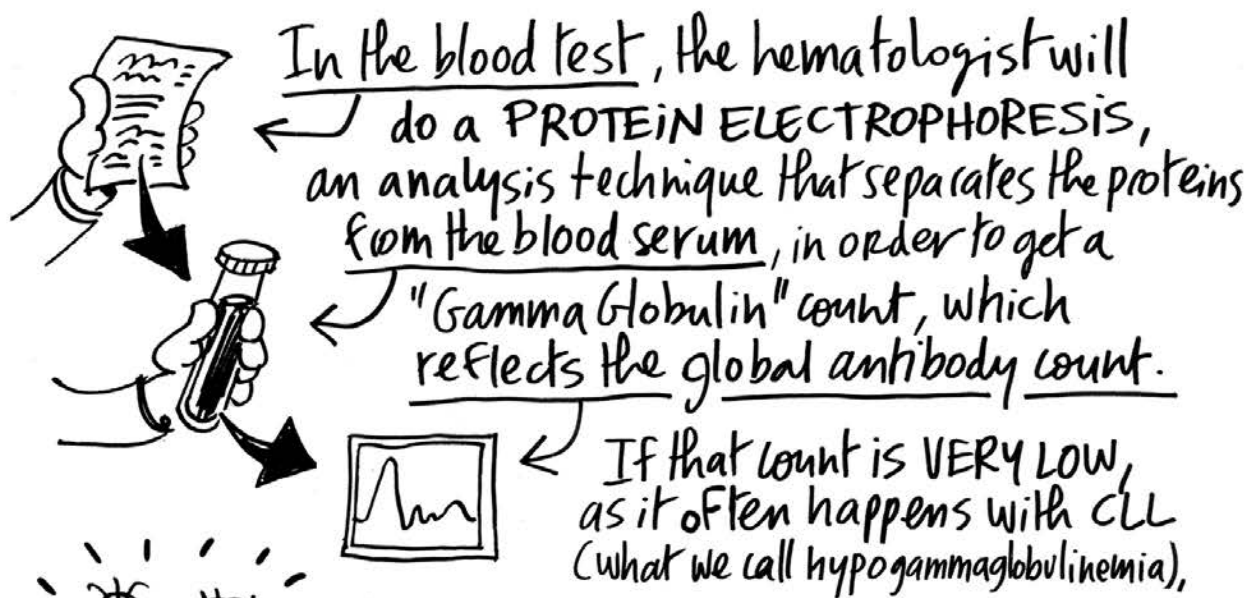 In the blood test, the hematologist will
do a PROTEIN ELECTROPHORESIS,
an analysis technique that separates the proteins
from the blood serum, in order to get a
"Gamma Globulin" count, which
reflects the global antibody count.
If that count is VERY LOW,
as it often happens with CLL
(what we call hypogammaglobulinemia),